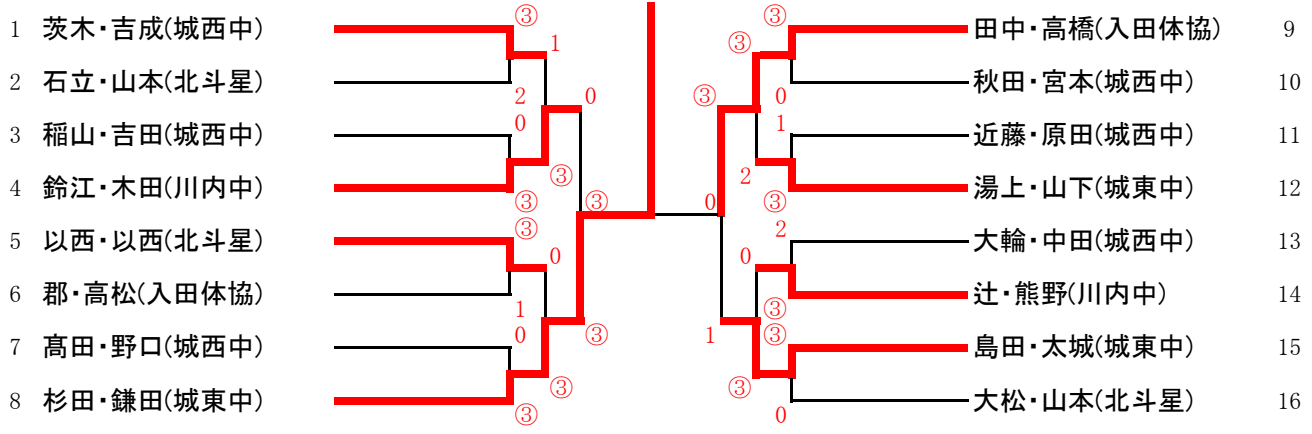 1 茨木・吉成(城西中)
2 石立・山本(北斗星)
3 稲山・吉田(城西中)
4 鈴江・木田(川内中)
5 以西・以西(北斗星)
6 郡・高松(入田体協)
7 髙田・野口(城西中)
8 杉田・鎌田(城東中)
③
1
2
0
0
③
③
③
③
0
1
0
③
③
③
③
③
③
0
1
2
③
0
2
0
③
③
1
③
0
田中・高橋(入田体協) 9
秋田・宮本(城西中) 10
近藤・原田(城西中) 11
湯上・山下(城東中) 12
大輪・中田(城西中) 13
辻・熊野(川内中) 14
島田・太城(城東中) 15
大松・山本(北斗星) 16